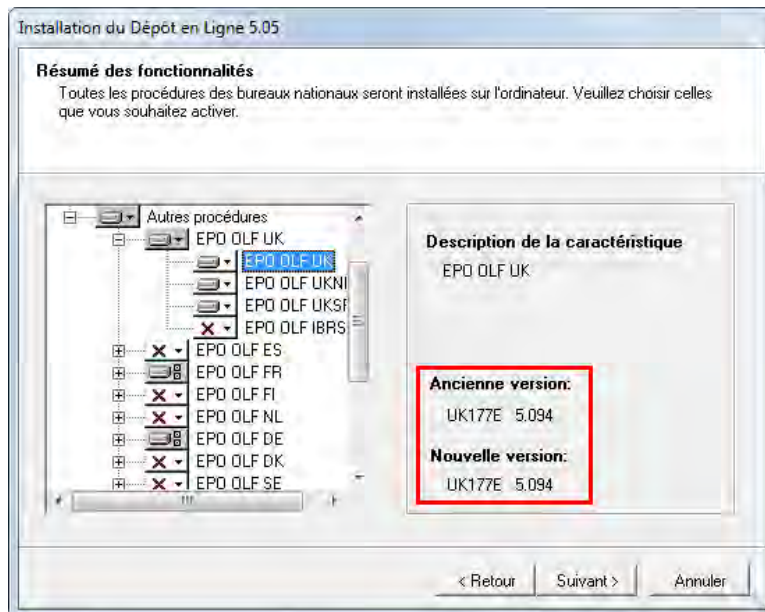 Installation du Dépôt en Ligne 5.05
Résumé des fonctionnalités
Toutes les procédures des bureaux nationaux seront installées sur l'ordinateur. Veuillez choisir celles
que vous souhaitez activer.
Autres procédures
EPO OLF UK
EPO OLF UK
EPO OLF UKNI
EPO OLF UKSF
EPO OLF IBRS
EPO OLF ES
EPO OLF FR
EPO OLF FI
EPO OLF NL
EPO OLF DE
EPO OLF DK
EPO OLF SE
Description de la caractéristique
EPO OLF UK
Ancienne version:
UK177E 5.094
Nouvelle version:
UK177E 5.094
< Retour
Suivant >
Annuler